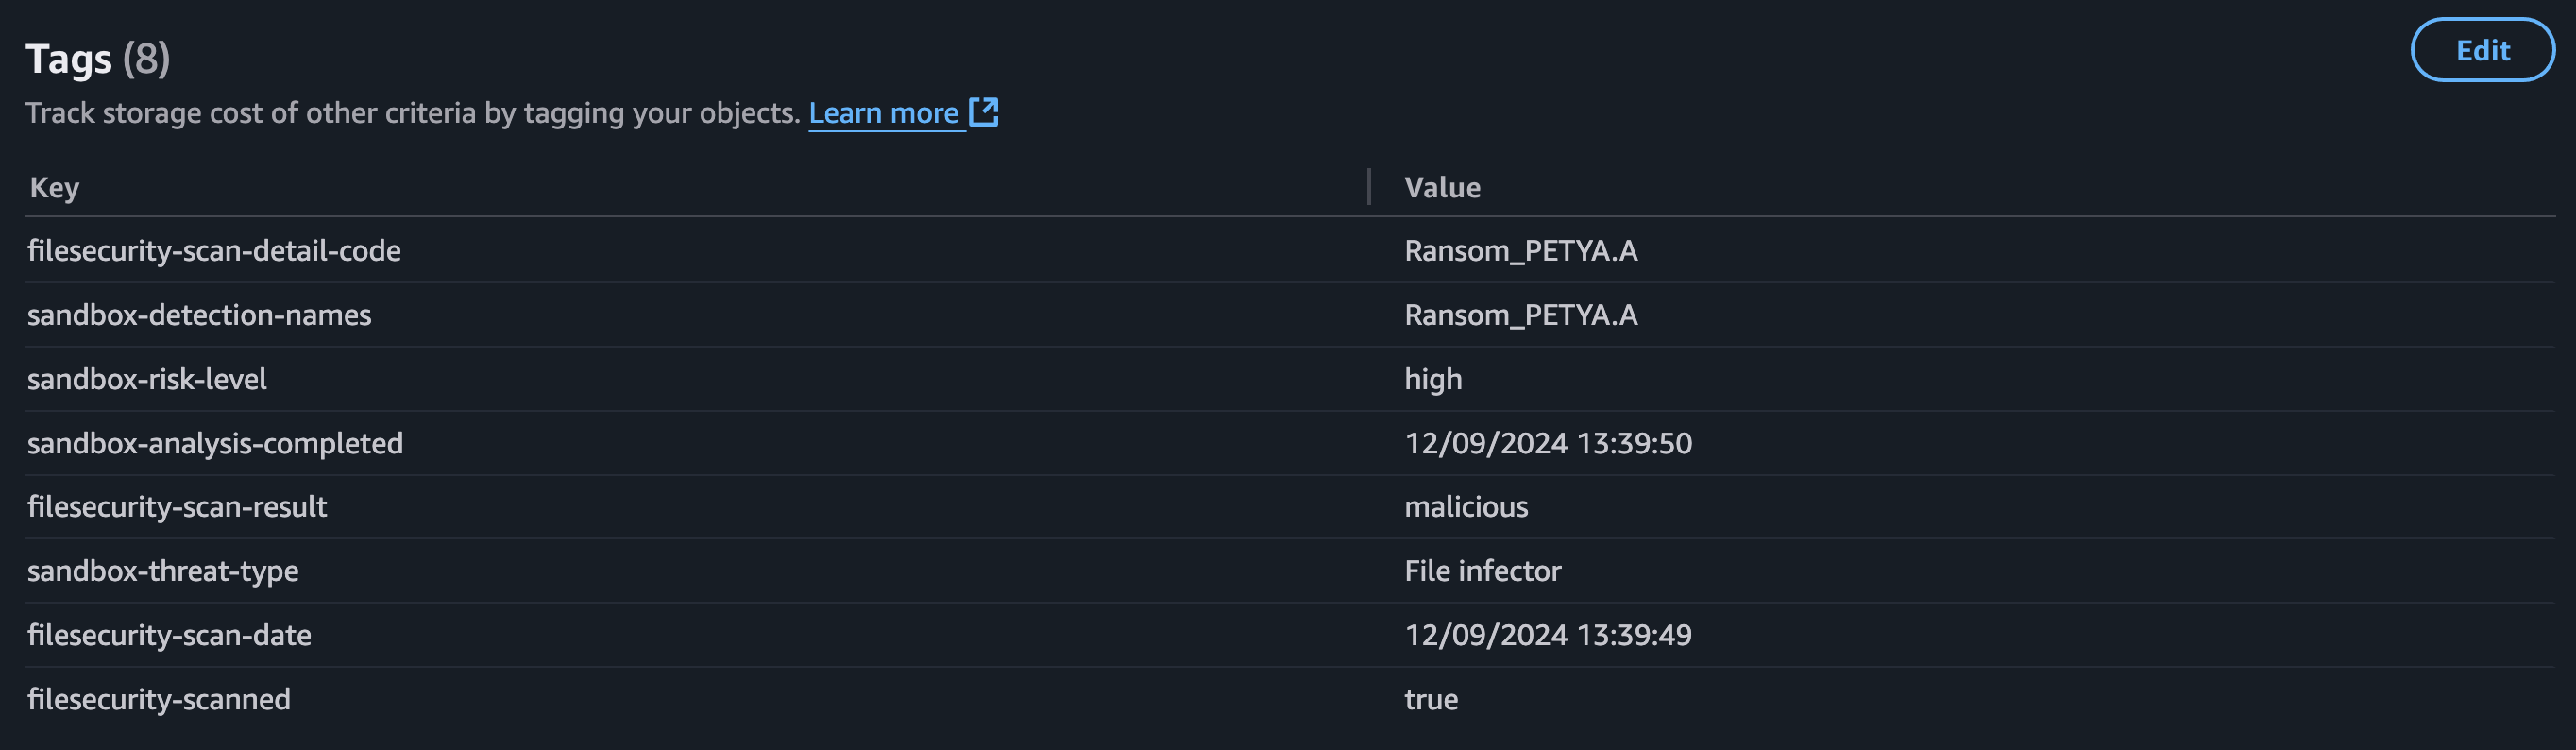 Tags (8)
Edit
Track storage cost of other criteria by tagging your objects. Learn more
Key Value
filesecurity-scan-detail-code Ransom_PETYA.A
sandbox-detection-names Ransom_PETYA.A
sandbox-risk-level high
sandbox-analysis-completed 12/09/2024 13:39:50
filesecurity-scan-result malicious
sandbox-threat-type File infector
filesecurity-scan-date 12/09/2024 13:39:49
filesecurity-scanned true